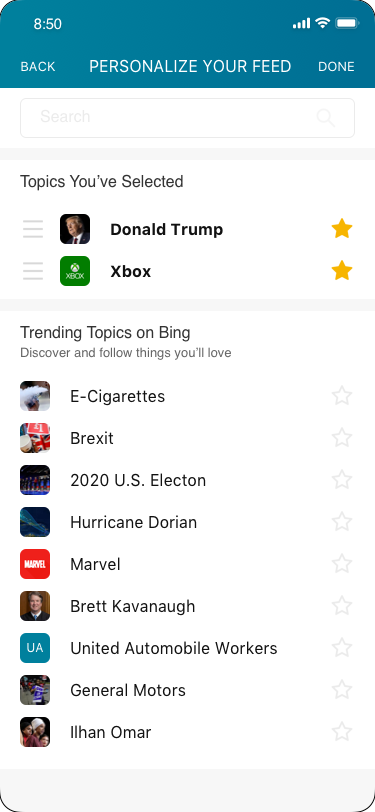 8:50
BACK PERSONALIZE YOUR FEED DONE
Search
Topics You've Selected
Donald Trump
XBOX
Xbox
Trending Topics on Bing
Discover and follow things you'll love
E-Cigarettes
Brexit
2020 U.S. Electon
Hurricane Dorian
MARVEL
Marvel
Brett Kavanaugh
UA
United Automobile Workers
General Motors
Ilhan Omar